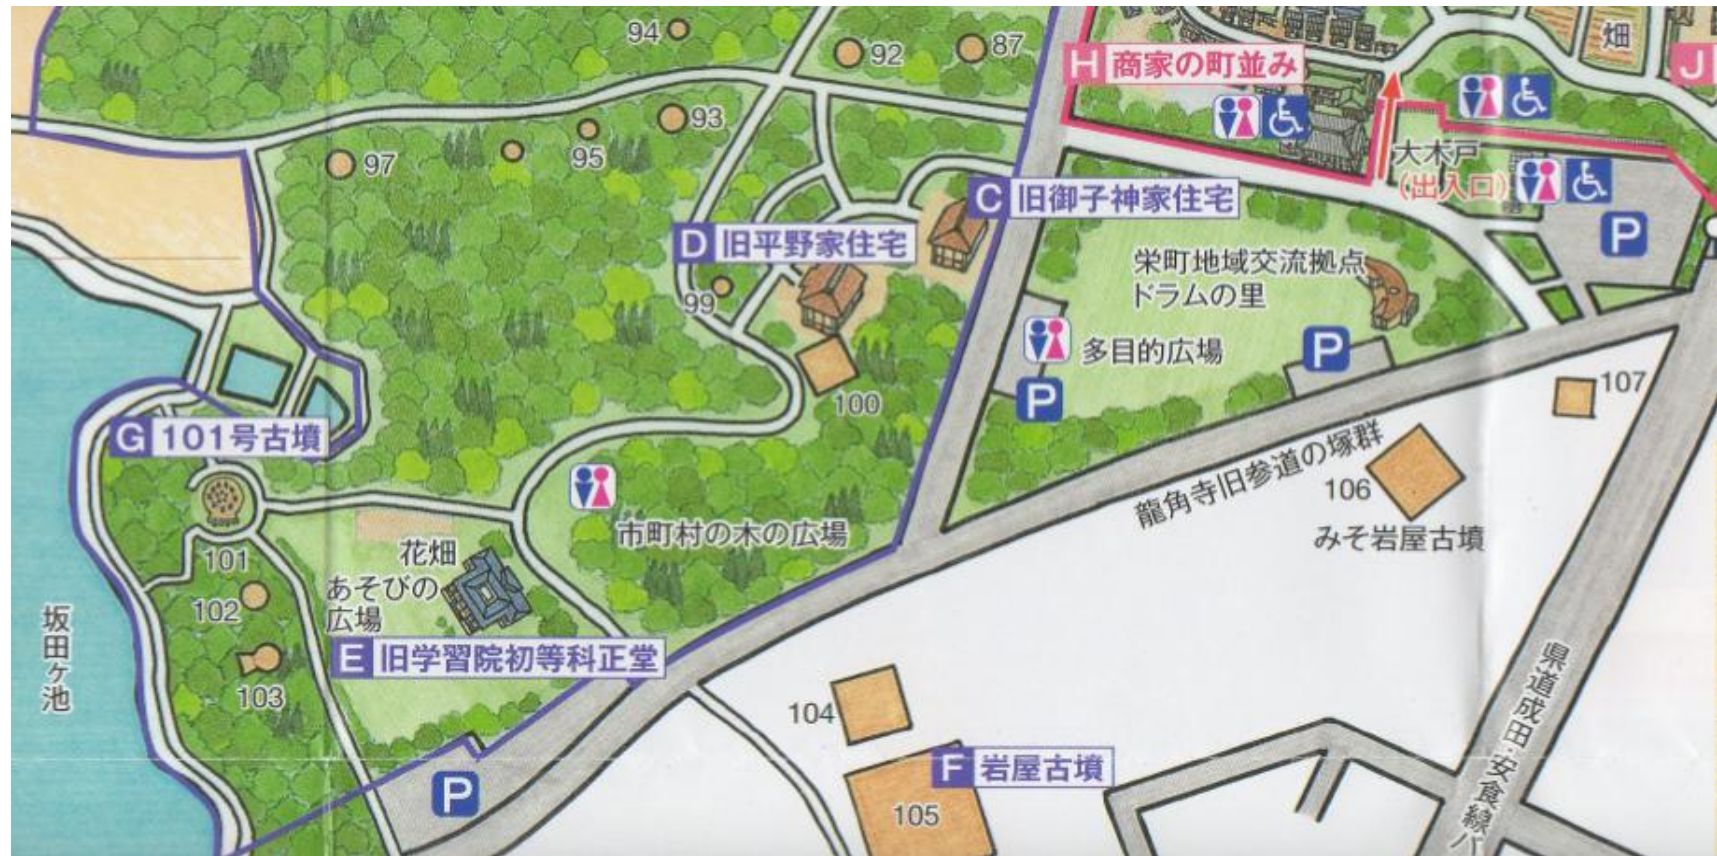 94
92
87
H 商家の町並み
畑
J
93
95
97
大木戸
(出入口)
C 旧御子神家住宅
D 旧平野家住宅
P
栄町地域交流拠点
ドラムの里
99
多目的広場
P
P
100
107
G 101号古墳
龍角寺旧参道の塚群
106
みそ岩屋古墳
市町村の木の広場
花畑
101
あそびの
広場
102
坂田ヶ池
E 旧学習院初等科正堂
103
104
県道成田・安食線バ
F 岩屋古墳
P
105